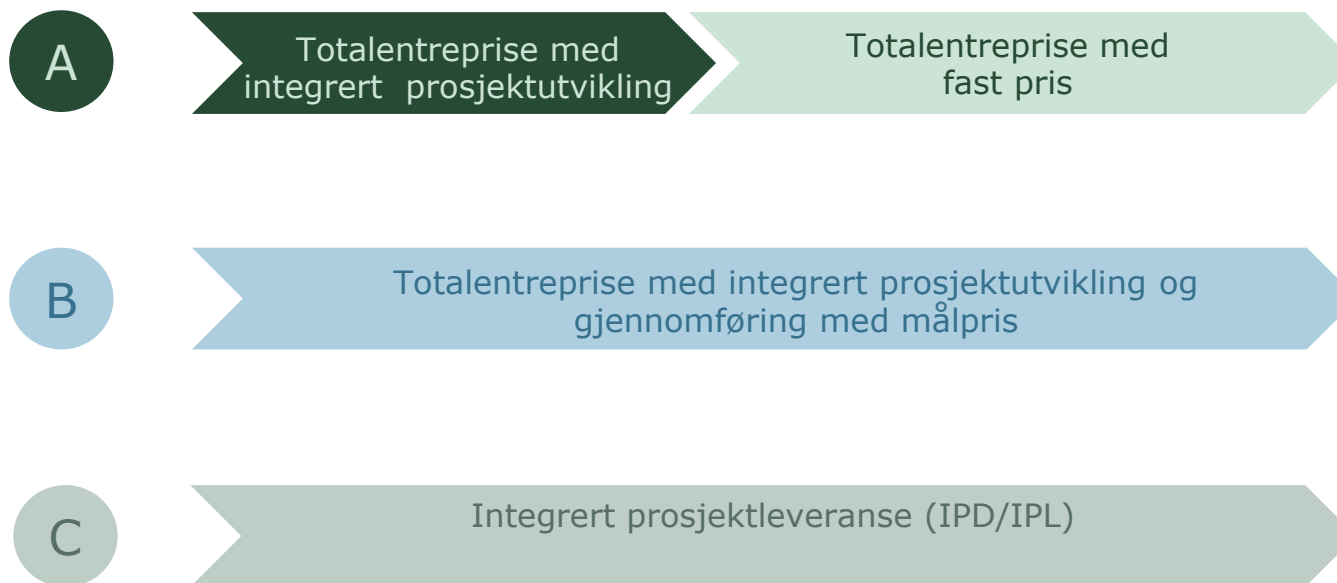 A
Totalentreprise med
integrert  prosjektutvikling
Totalentreprise med
fast pris
B
Totalentreprise med integrert prosjektutvikling og
gjennomføring med målpris
C
Integrert prosjektleveranse (IPD/IPL)